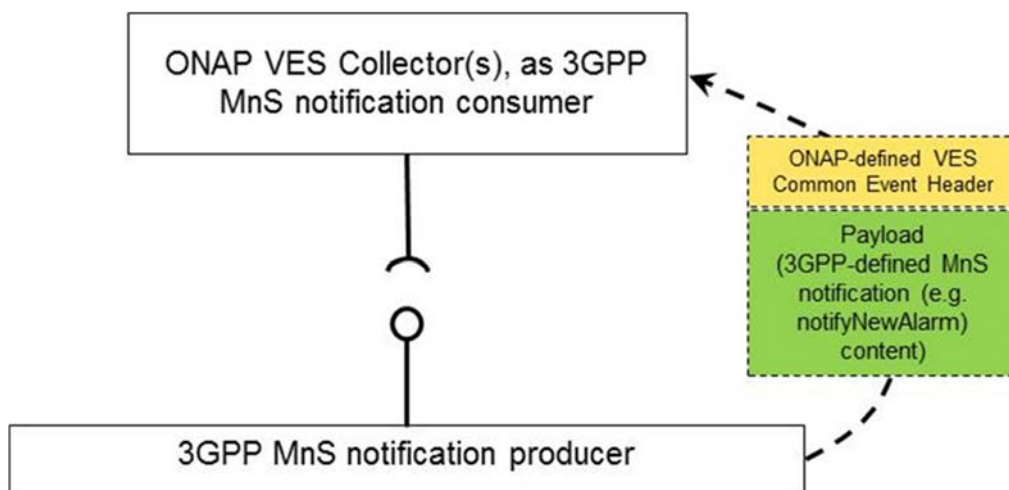 ONAP VES Collector(s), as 3GPP
MnS notification consumer
ONAP-defined VES
Common Event Header
Payload
(3GPP-defined MnS
notification (e.g.
notifyNewAlarm)
content)
3GPP MnS notification producer